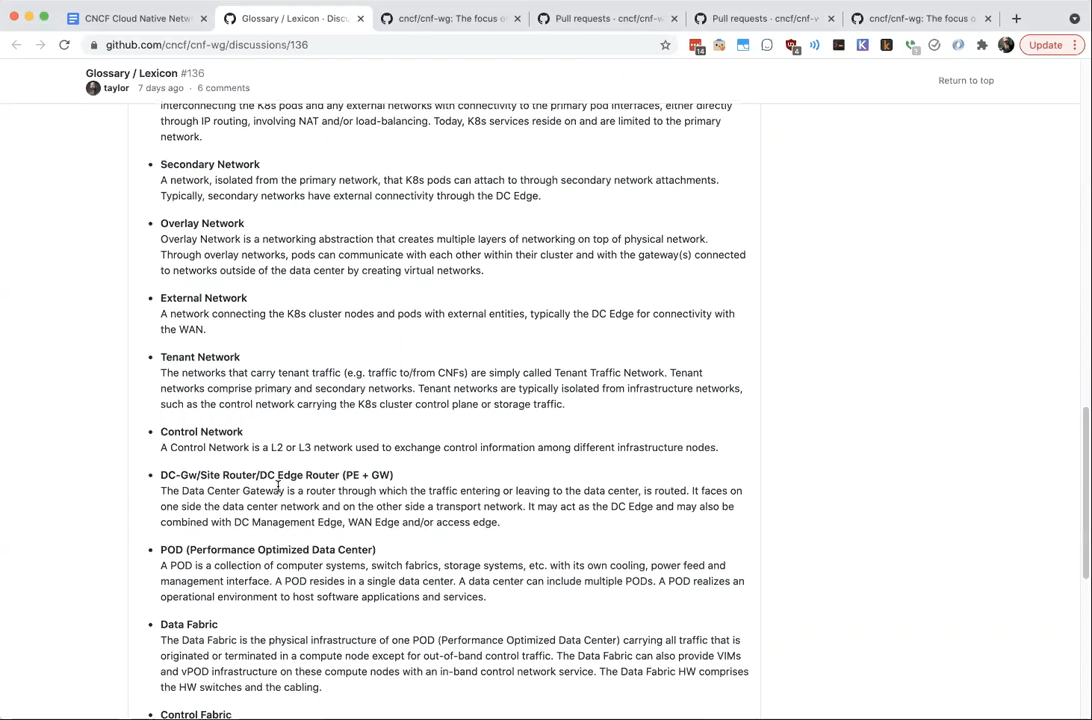 CNCF Cloud Native Netw
Glossary / Lexicon · Discu
cncf/cnf-wg: The focus o
Pull requests · cncf/cnf-w
Pull requests · cncf/cnf-w
cncf/cnf-wg: The focus o
github.com/cncf/cnf-wg/discussions/136
14
4
Update
Glossary / Lexicon #136
taylor 7 days ago · 6 comments
Return to top
interconnecting the K8s pods and any external networks with connectivity to the primary pod interfaces, either directly
through IP routing, involving NAT and/or load-balancing. Today, K8s services reside on and are limited to the primary
network.
• Secondary Network
A network, isolated from the primary network, that K8s pods can attach to through secondary network attachments.
Typically, secondary networks have external connectivity through the DC Edge.
• Overlay Network
Overlay Network is a networking abstraction that creates multiple layers of networking on top of physical network.
Through overlay networks, pods can communicate with each other within their cluster and with the gateway(s) connected
to networks outside of the data center by creating virtual networks.
• External Network
A network connecting the K8s cluster nodes and pods with external entities, typically the DC Edge for connectivity with
the WAN.
• Tenant Network
The networks that carry tenant traffic (e.g. traffic to/from CNFs) are simply called Tenant Traffic Network. Tenant
networks comprise primary and secondary networks. Tenant networks are typically isolated from infrastructure networks,
such as the control network carrying the K8s cluster control plane or storage traffic.
• Control Network
A Control Network is a L2 or L3 network used to exchange control information among different infrastructure nodes.
• DC-Gw/Site Router/DC Edge Router (PE + GW)
The Data Center Gateway is a router through which the traffic entering or leaving to the data center, is routed. It faces on
one side the data center network and on the other side a transport network. It may act as the DC Edge and may also be
combined with DC Management Edge, WAN Edge and/or access edge.
• POD (Performance Optimized Data Center)
A POD is a collection of computer systems, switch fabrics, storage systems, etc. with its own cooling, power feed and
management interface. A POD resides in a single data center. A data center can include multiple PODs. A POD realizes an
operational environment to host software applications and services.
• Data Fabric
The Data Fabric is the physical infrastructure of one POD (Performance Optimized Data Center) carrying all traffic that is
originated or terminated in a compute node except for out-of-band control traffic. The Data Fabric can also provide VIMs
and vPOD infrastructure on these compute nodes with an in-band control network service. The Data Fabric HW comprises
the HW switches and the cabling.
• Control Fabric